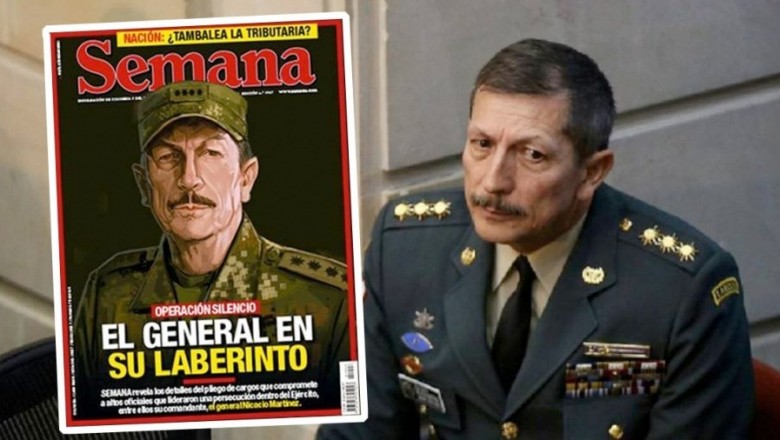 NACIÓN: ¿TAMBALEA LA TRIBUTARIA?
Semana
OPERACIÓN SILENCIO
EL GENERAL EN
SU LABERINTO
SEMANA revela los detalles del pliego de cargos que compromete
a altos oficiales que lideraron una persecución dentro del Ejército,
entre ellos su comandante, el general Nicacio Martínez.